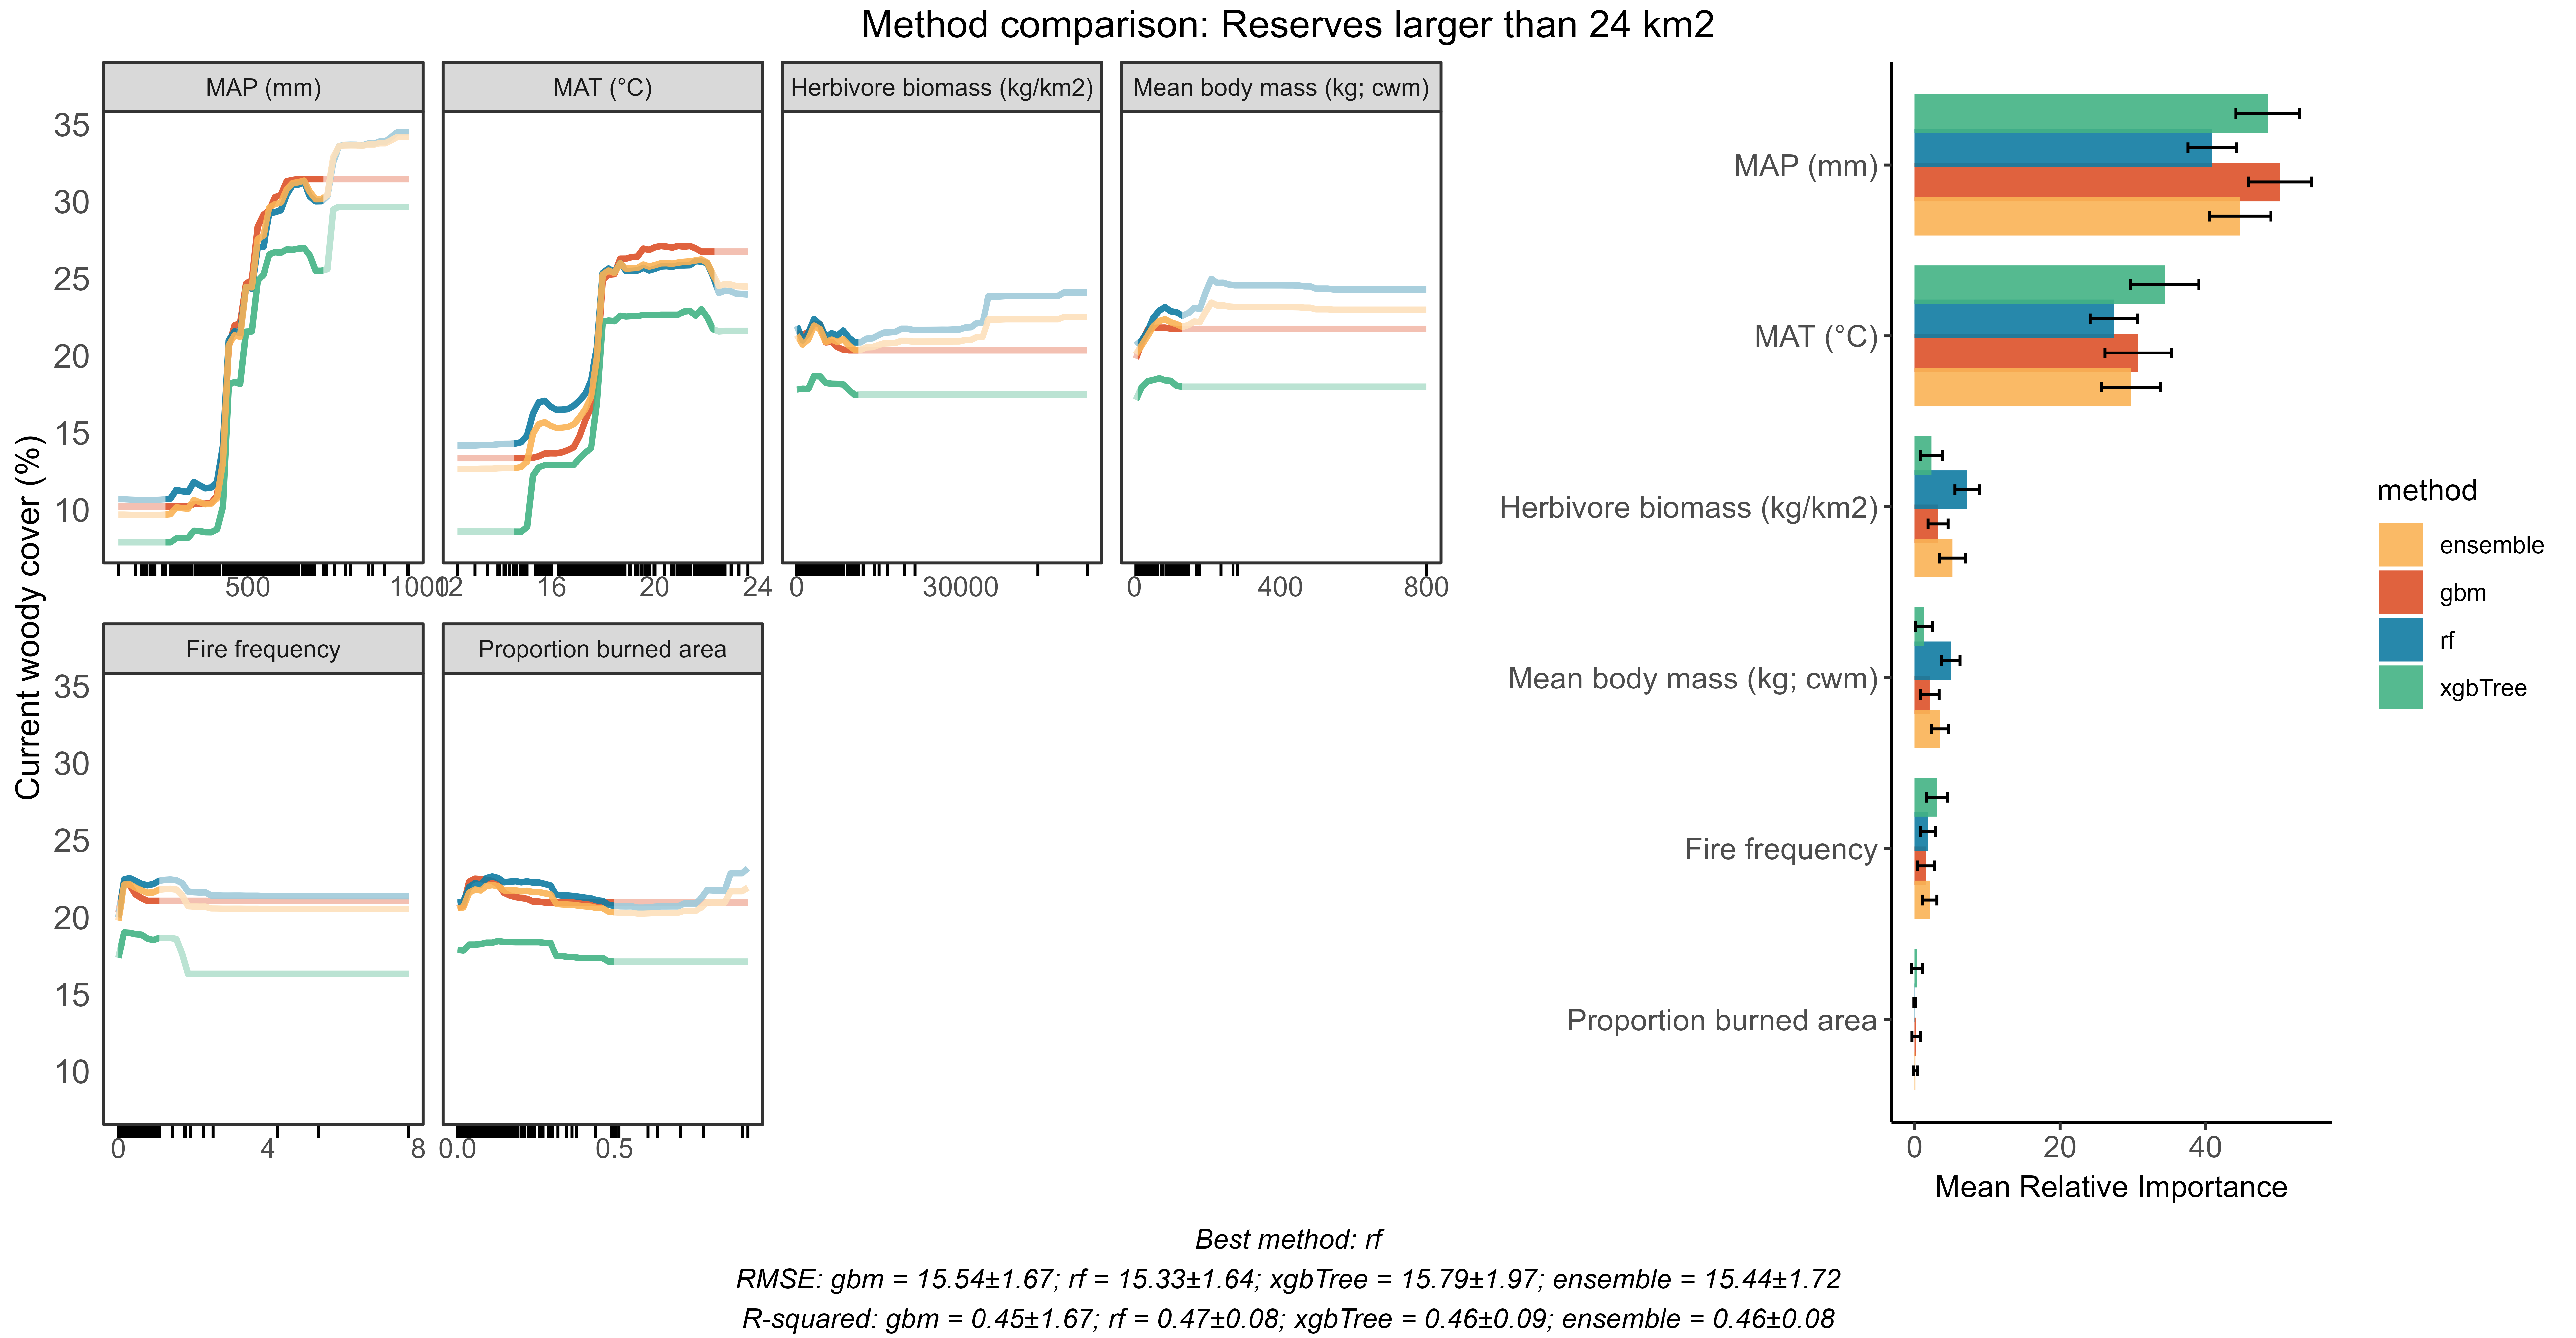 Method comparison: Reserves larger than 24 km2
MAP (mm)
MAT (°C)
Herbivore biomass (kg/km2)
Mean body mass (kg; cwm)
Current woody cover (%)
35
30
25
20
15
10
500
1000
12
16
20
24
0
30000
0
400
800
Fire frequency
Proportion burned area
35
30
25
20
15
10
0
4
8
0.0
0.5
MAP (mm)
MAT (°C)
Herbivore biomass (kg/km2)
Mean body mass (kg; cwm)
Fire frequency
Proportion burned area
0
20
40
Mean Relative Importance
method
ensemble
gbm
rf
xgbTree
Best method: rf
RMSE: gbm = 15.54±1.67; rf = 15.33±1.64; xgbTree = 15.79±1.97; ensemble = 15.44±1.72
R-squared: gbm = 0.45±1.67; rf = 0.47±0.08; xgbTree = 0.46±0.09; ensemble = 0.46±0.08